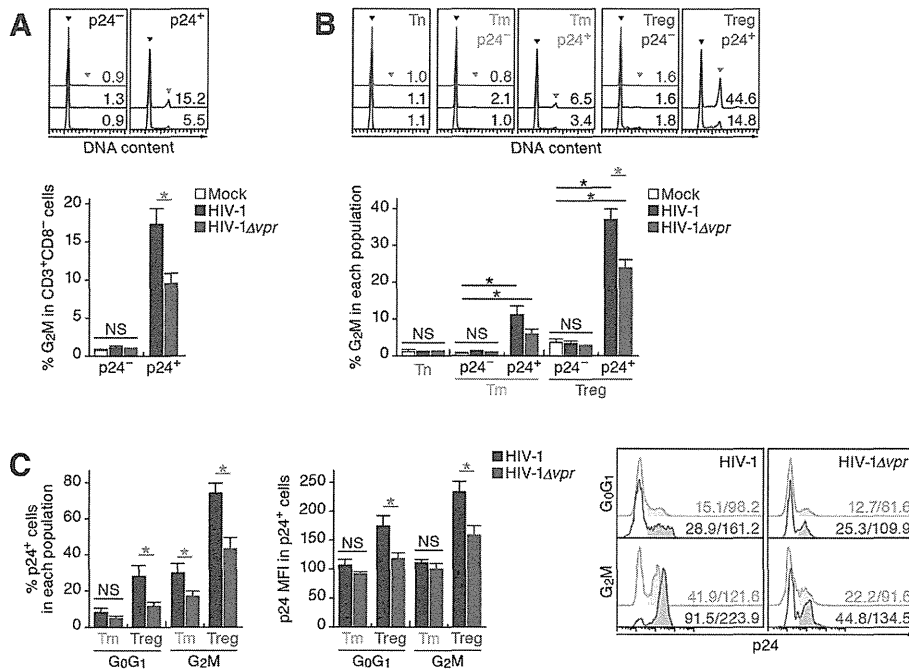 A
p24⁻ p24⁺
0.9
1.3 15.2
0.9 5.5
DNA content
% G₂M in CD3⁺CD8⁻ cells
20
15
10
5
0
p24⁻ p24⁺
NS
*
Mock
HIV-1
HIV-1Δvpr
B
Tn Tm p24⁻ Tm p24⁺ Treg p24⁻ Treg p24⁺
1.0 0.8 1.6
1.1 2.1 6.5 1.6 44.6
1.1 1.0 3.4 1.8 14.8
DNA content
Mock
HIV-1
HIV-1Δvpr
% G₂M in each population
40
20
10
0
NS NS * * NS * * *
p24⁻ p24⁺ p24⁻ p24⁺
Tn Tm Treg
C
% p24⁺ cells
in each population
80
60
40
20
0
NS * * *
Tm Treg Tm Treg
G₀G₁ G₂M
p24 MFI in p24⁺ cells
250
200
150
100
50
0
NS * NS *
Tm Treg Tm Treg
G₀G₁ G₂M
HIV-1
HIV-1Δvpr
HIV-1 HIV-1Δvpr
G₀G₁
15.1/98.2 12.7/81.6
28.9/161.2 25.3/109.9
G₂M
41.9/121.6 22.2/91.6
91.5/223.9 44.8/134.5
p24